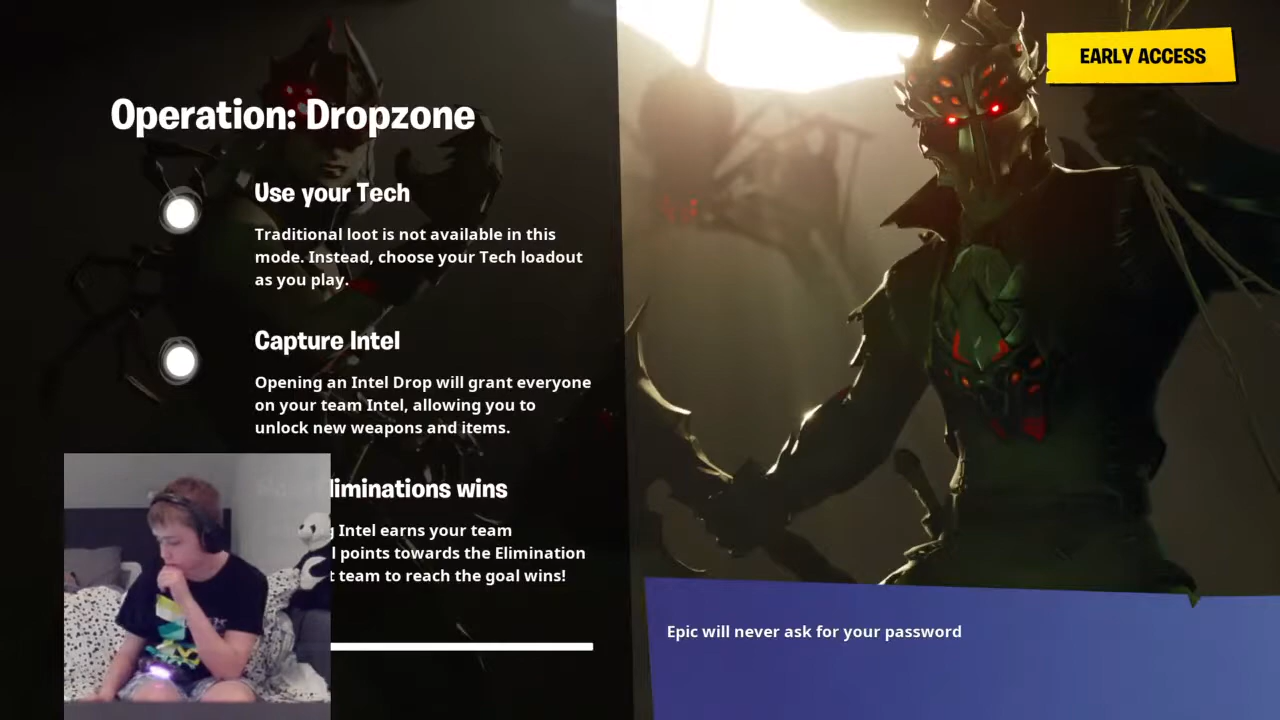 EARLY ACCESS
Operation: Dropzone
Use your Tech
Traditional loot is not available in this
mode. Instead, choose your Tech loadout
as you play.
Capture Intel
Opening an Intel Drop will grant everyone
on your team Intel, allowing you to
unlock new weapons and items.
liminations wins
Intel earns your team
points towards the Elimination
team to reach the goal wins!
Epic will never ask for your password